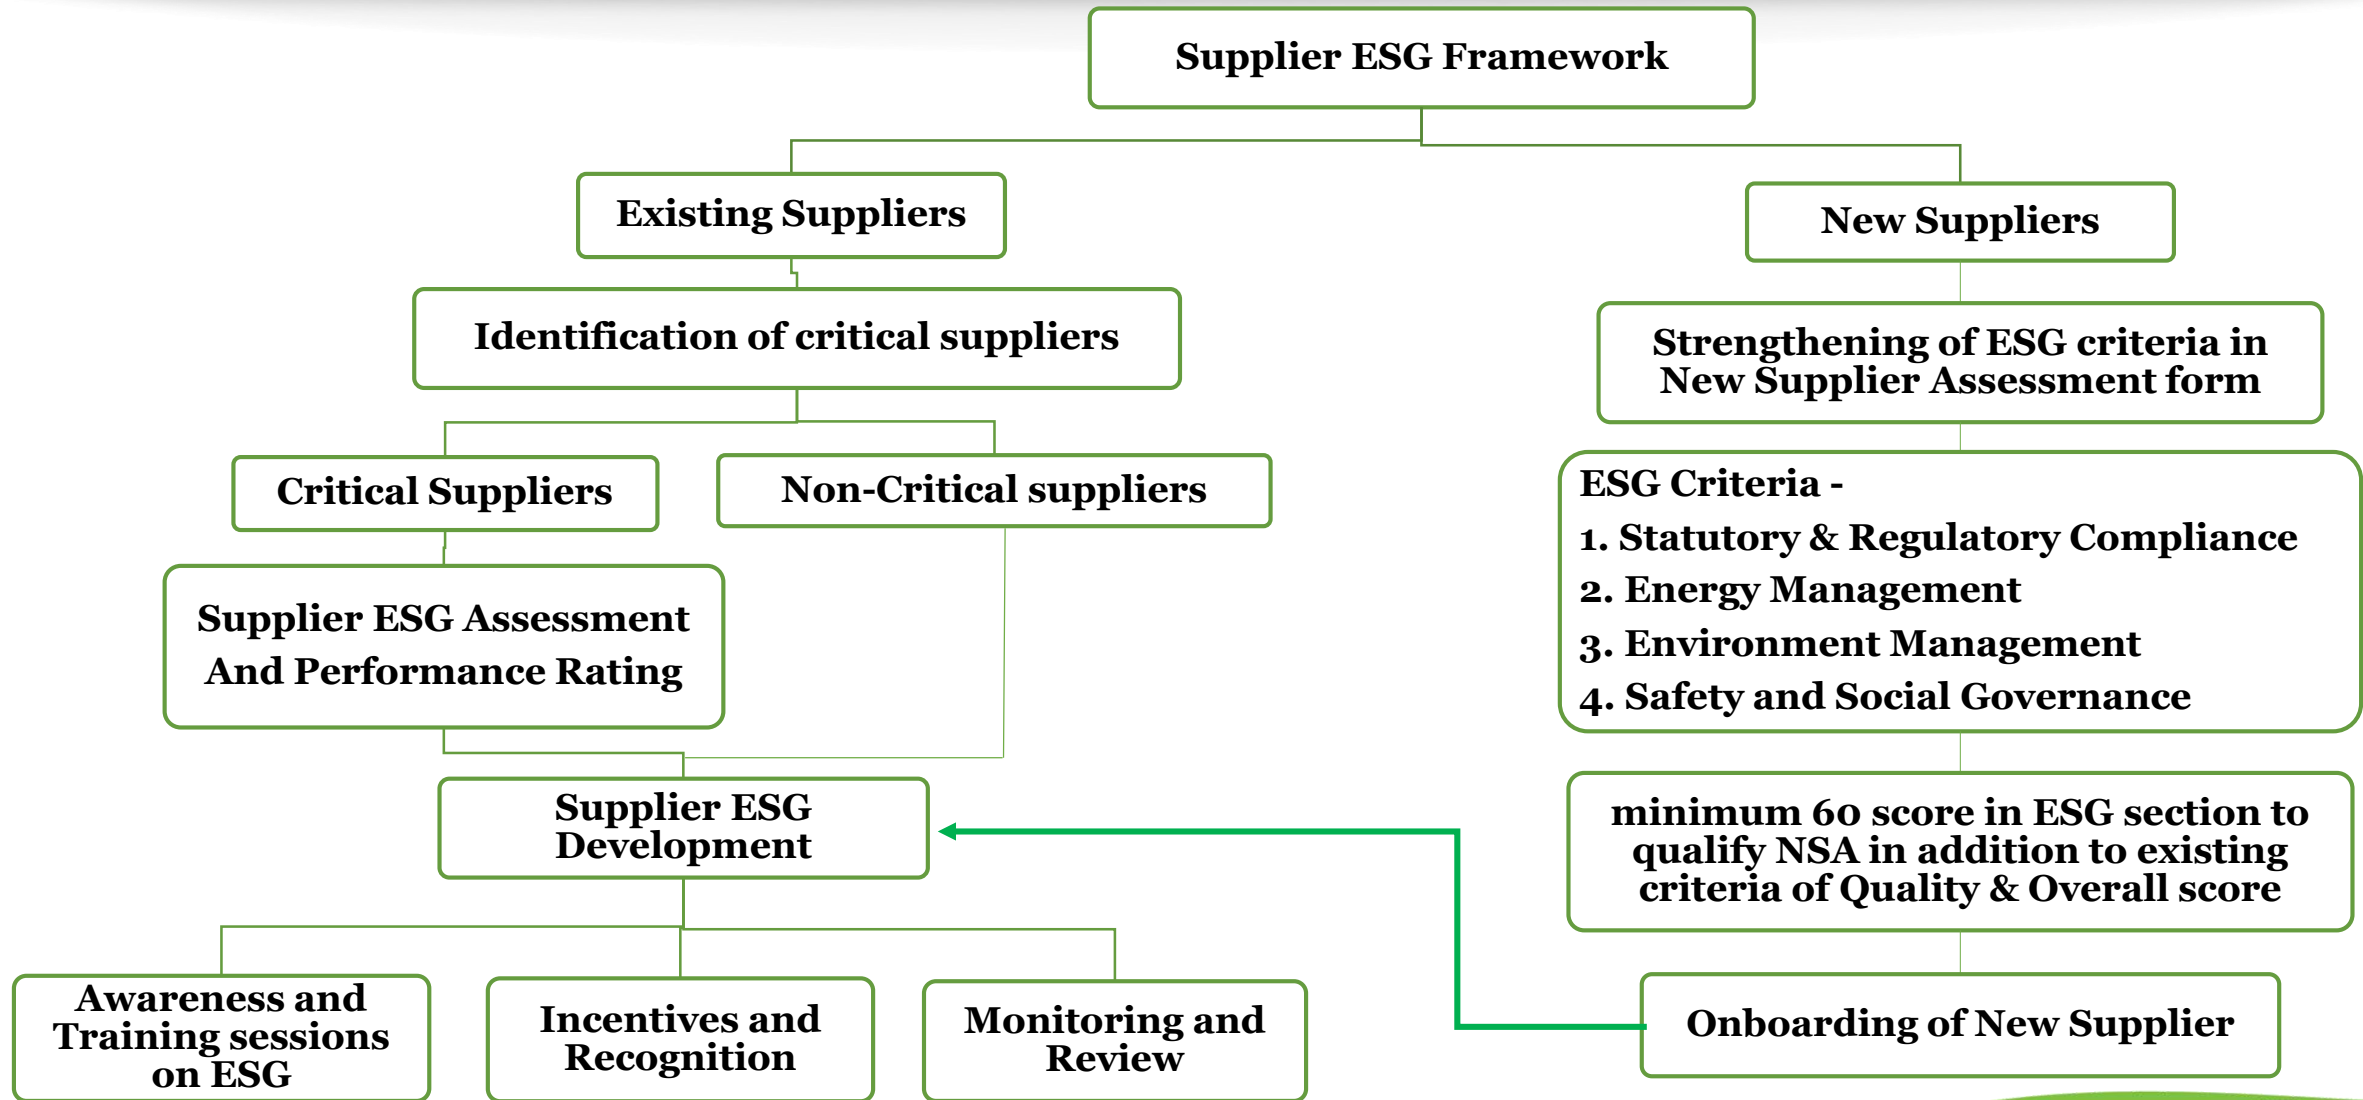 Supplier ESG Framework
Existing Suppliers
New Suppliers
Identification of critical suppliers
Strengthening of ESG criteria in
New Supplier Assessment form
Critical Suppliers
Non-Critical suppliers
ESG Criteria -
1. Statutory & Regulatory Compliance
2. Energy Management
3. Environment Management
4. Safety and Social Governance
Supplier ESG Assessment
And Performance Rating
Supplier ESG
Development
minimum 60 score in ESG section to
qualify NSA in addition to existing
criteria of Quality & Overall score
Awareness and
Training sessions
on ESG
Incentives and
Recognition
Monitoring and
Review
Onboarding of New Supplier